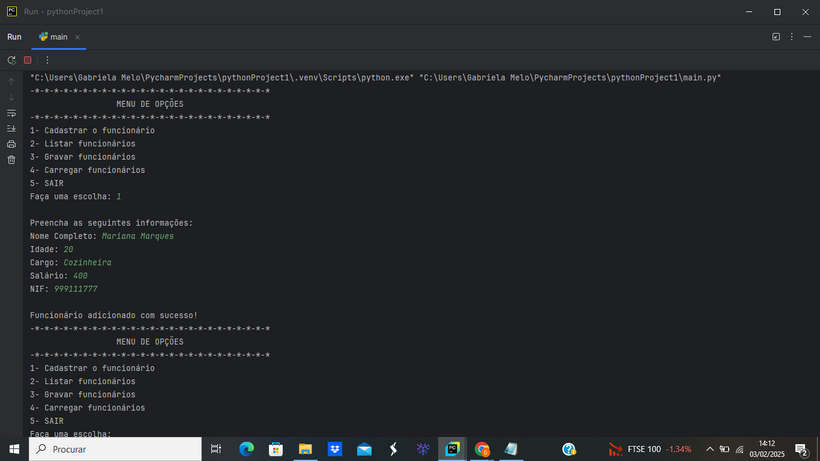 Run - pythonProject1
Run main
"C:\Users\Gabriela Melo\PycharmProjects\pythonProject1\.venv\Scripts\python.exe" "C:\Users\Gabriela Melo\PycharmProjects\pythonProject1\main.py"
-*-*-*-*-*-*-*-*-*-*-*-*-*-*-*-*-*-*-*-*-*-*-*-*-*
MENU DE OPÇÕES
-*-*-*-*-*-*-*-*-*-*-*-*-*-*-*-*-*-*-*-*-*-*-*-*-*
1- Cadastrar o funcionário
2- Listar funcionários
3- Gravar funcionários
4- Carregar funcionários
5- SAIR
Faça uma escolha: 1
Preencha as seguintes informações:
Nome Completo: Mariana Marques
Idade: 20
Cargo: Cozinheira
Salário: 400
NIF: 999111777
Funcionário adicionado com sucesso!
-*-*-*-*-*-*-*-*-*-*-*-*-*-*-*-*-*-*-*-*-*-*-*-*-*
MENU DE OPÇÕES
-*-*-*-*-*-*-*-*-*-*-*-*-*-*-*-*-*-*-*-*-*-*-*-*-*
1- Cadastrar o funcionário
2- Listar funcionários
3- Gravar funcionários
4- Carregar funcionários
5- SAIR
Faça uma escolha:
Procurar
FTSE 100 -1,34%
14:12
03/02/2025
2